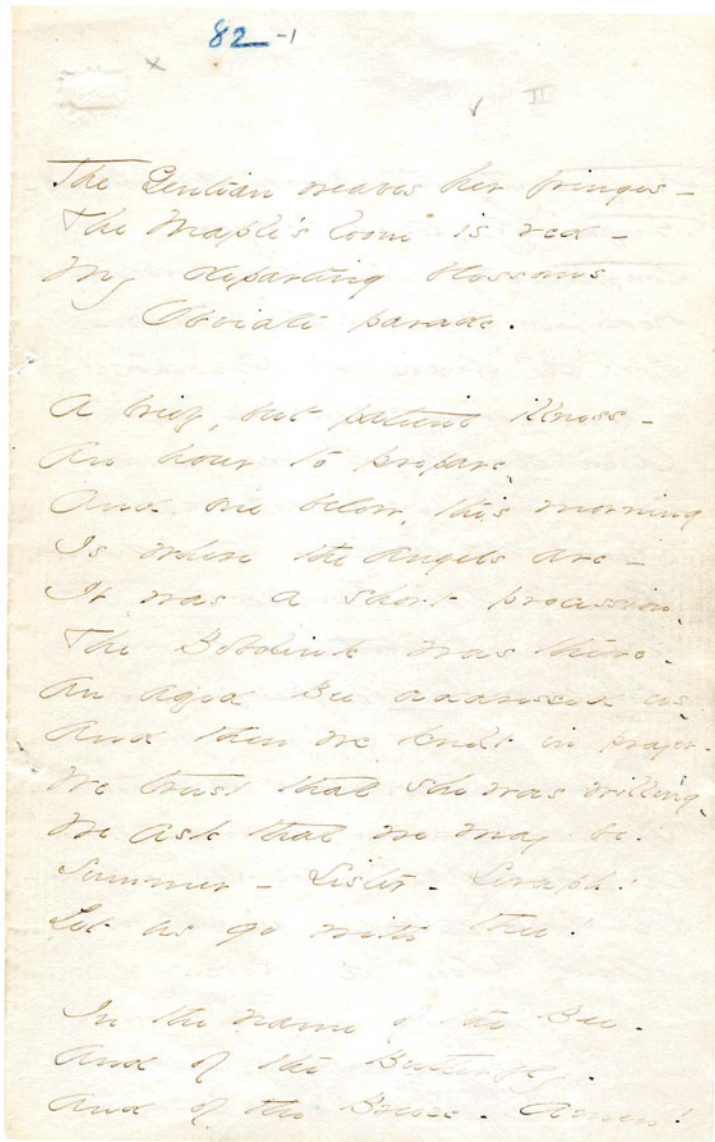 82 -1
x
✓ II
The Gentian weaves her fringes -
The Maple's loom is red -
My departing blossoms
Obviate parade.
A brief, but patient illness -
An hour to prepare,
And one below, this morning
Is where the angels are -
It was a short procession,
The Bobolink was there -
An aged Bee addressed us,
And then we knelt in prayer -
We trust that she was willing,
We ask that we may be.
Summer - Sister - Seraph!
Let us go with thee!
In the name of the Bee -
And of the Butterfly -
And of the Breeze - Amen!